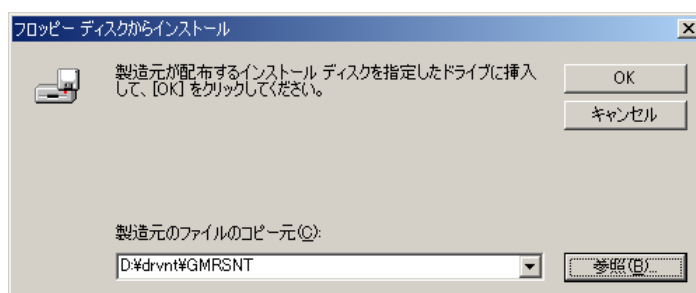 フロッピー ディスクからインストール
製造元が配布するインストール ディスクを指定したドライブに挿入
して、[OK] をクリックしてください。
OK
キャンセル
製造元のファイルのコピー元(C):
D:¥drvnt¥GMRSNT
参照(B)...